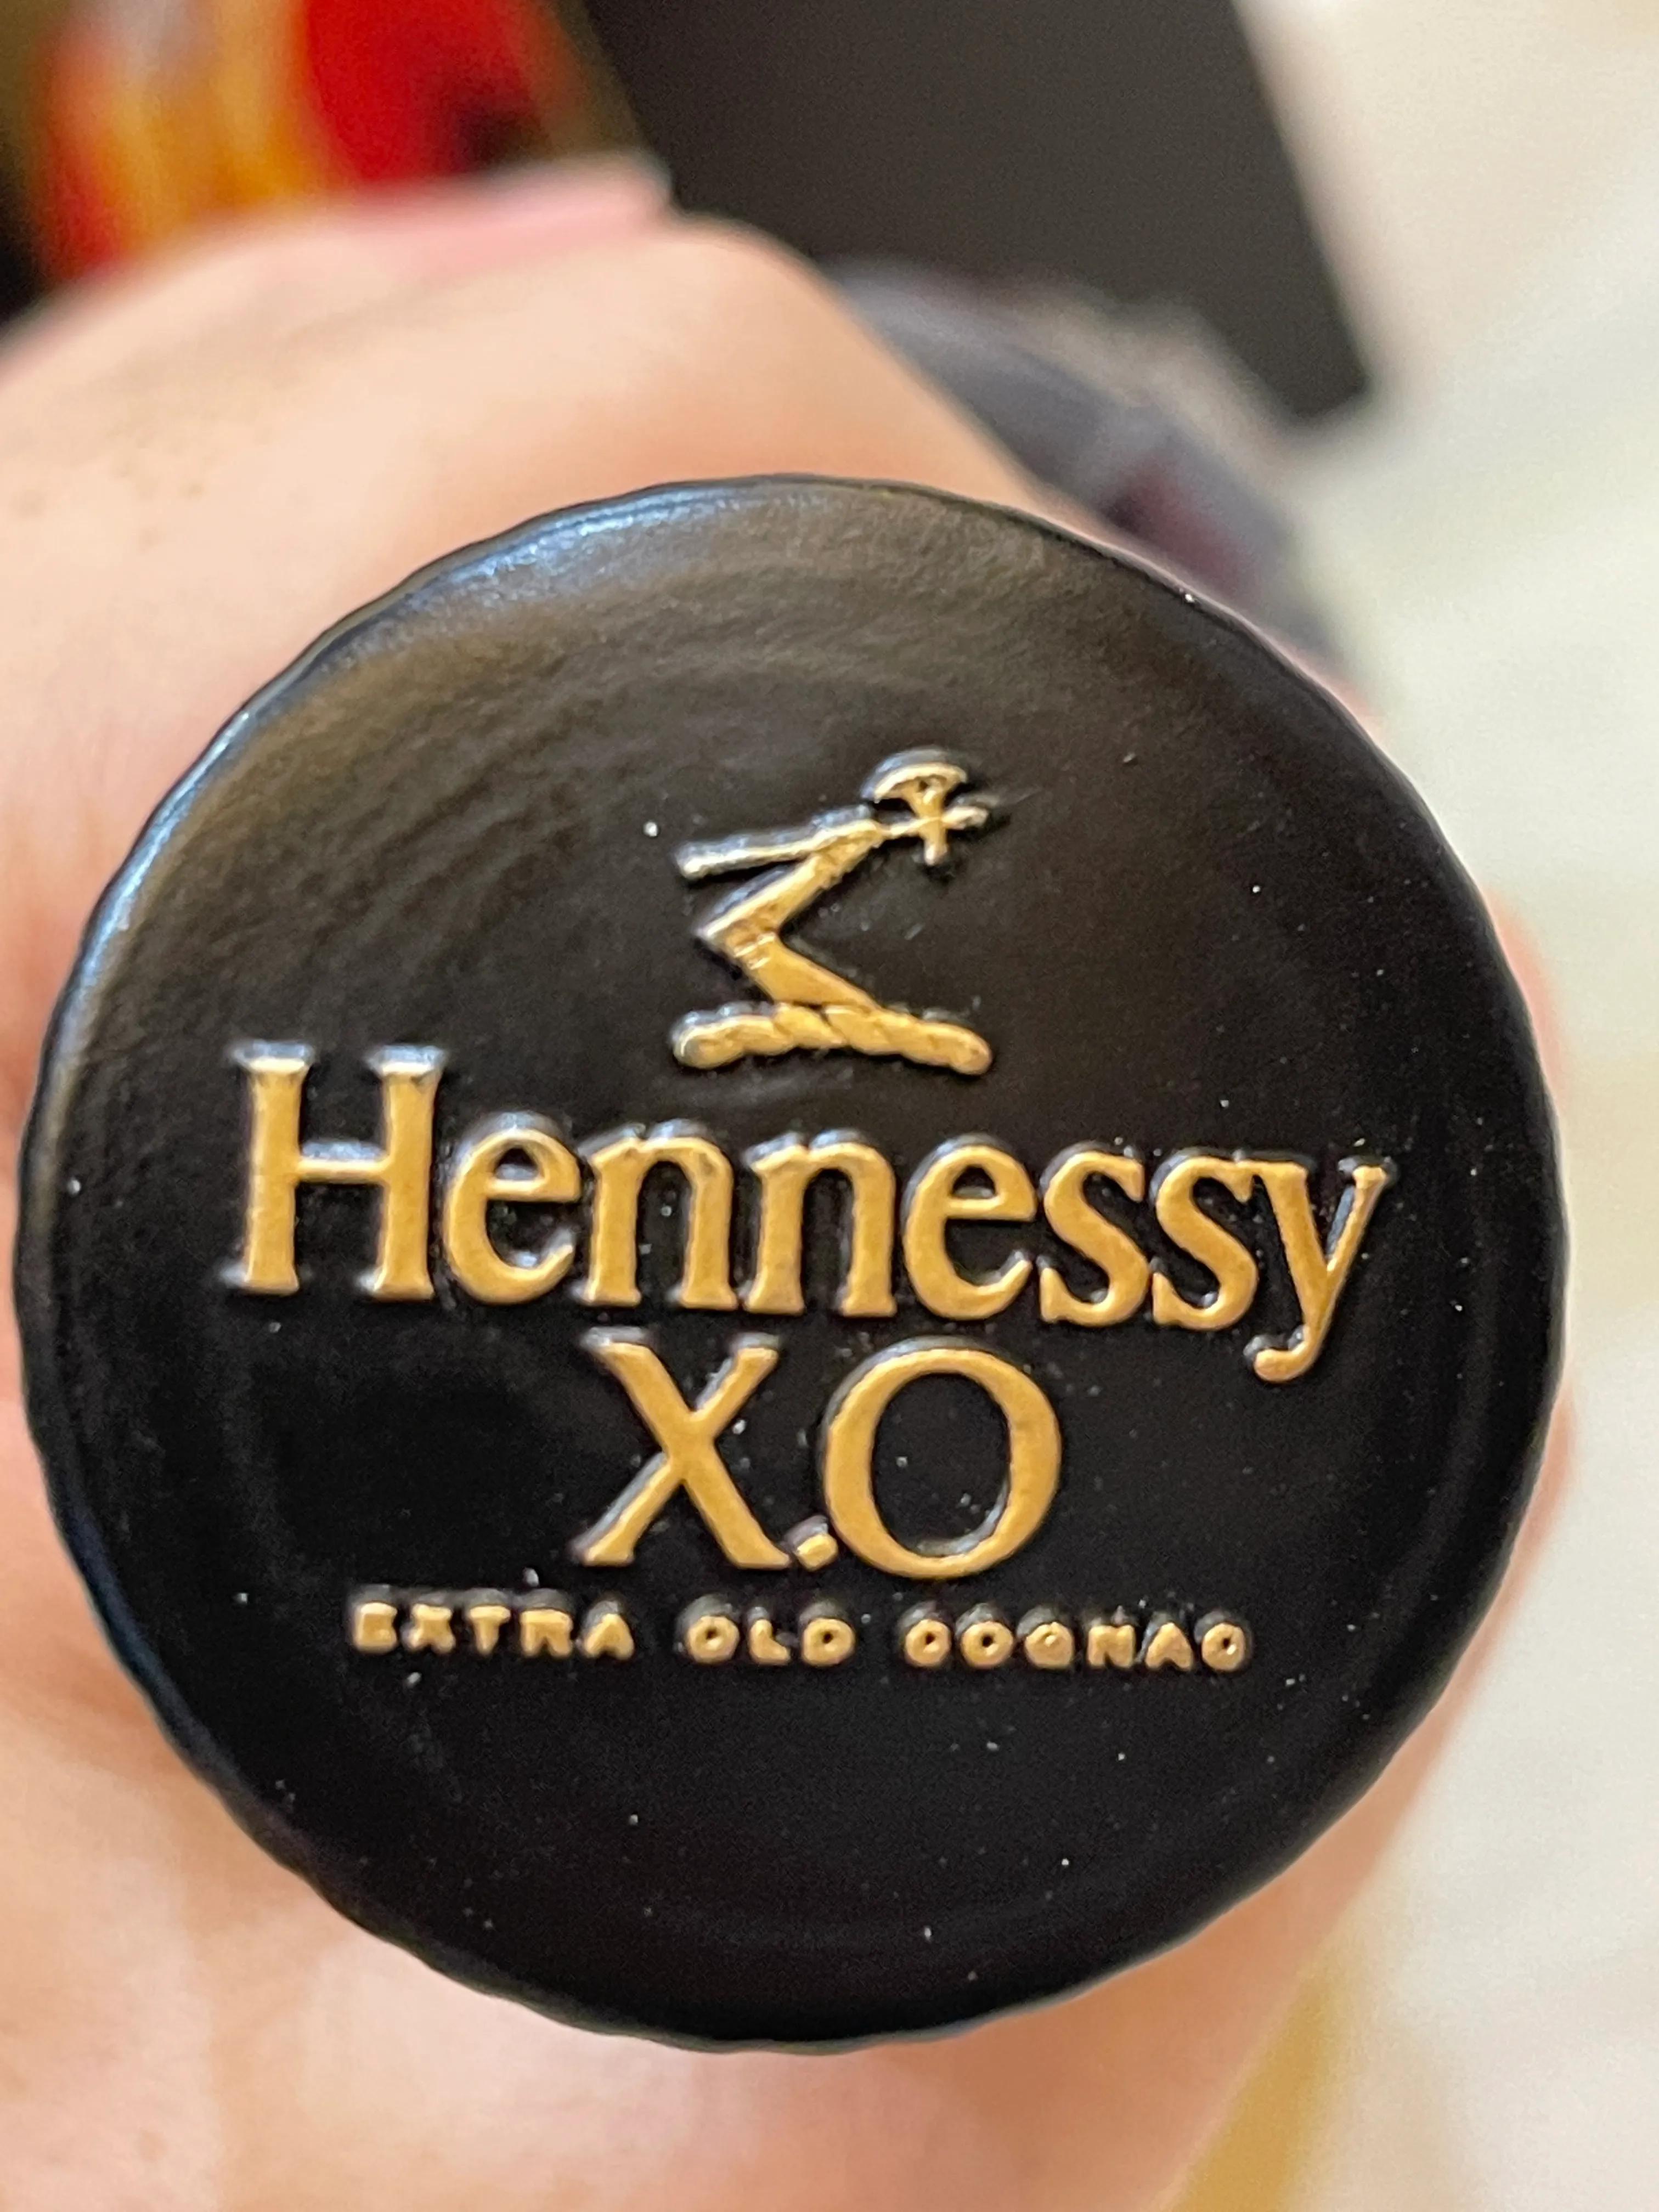 Hennessy
X.O
EXTRA OLD COGNAC